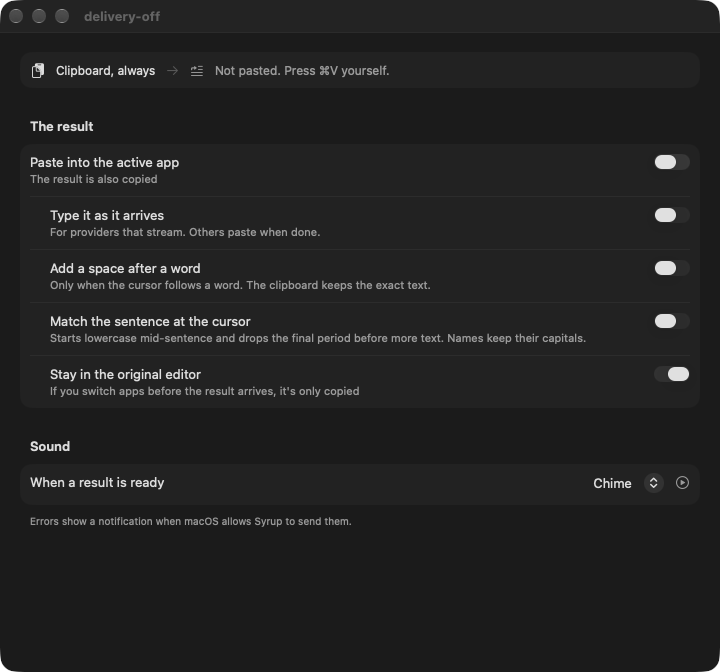 delivery-off
Clipboard, always → Not pasted. Press ⌘V yourself.
The result
Paste into the active app
The result is also copied
Type it as it arrives
For providers that stream. Others paste when done.
Add a space after a word
Only when the cursor follows a word. The clipboard keeps the exact text.
Match the sentence at the cursor
Starts lowercase mid-sentence and drops the final period before more text. Names keep their capitals.
Stay in the original editor
If you switch apps before the result arrives, it's only copied
Sound
When a result is ready Chime
Errors show a notification when macOS allows Syrup to send them.